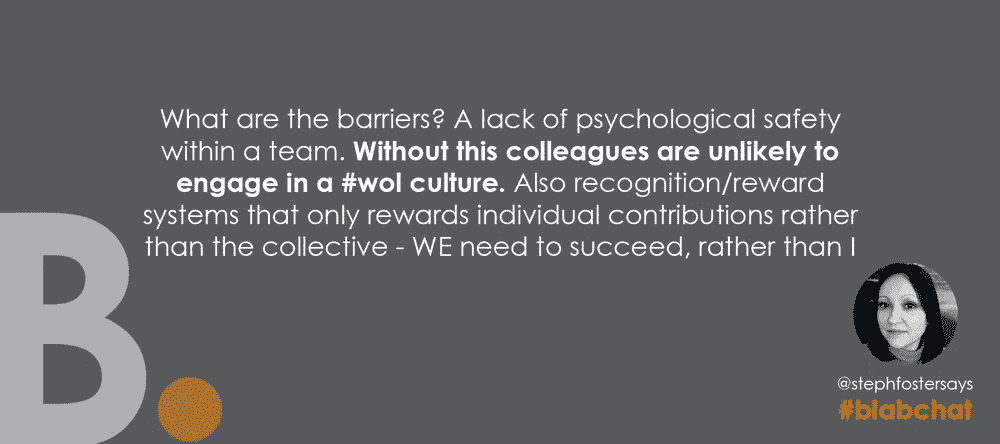 What are the barriers? A lack of psychological safety
within a team. Without this colleagues are unlikely to
engage in a #wol culture. Also recognition/reward
systems that only rewards individual contributions rather
than the collective - WE need to succeed, rather than I
B.
@stephfostersays
#blabchat